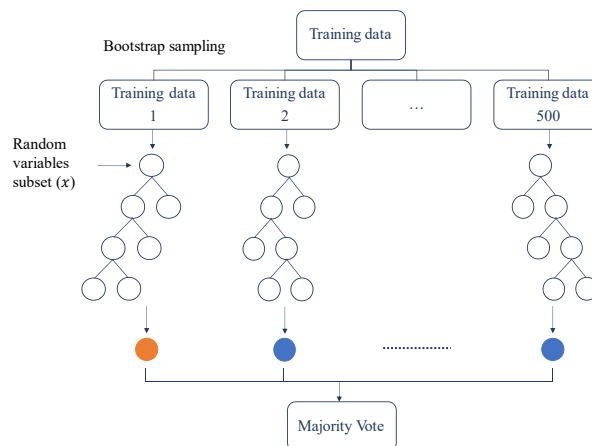 Training data
Bootstrap sampling
Training data
1
Training data
2
...
Training data
500
Random
variables
subset (x)
Majority Vote